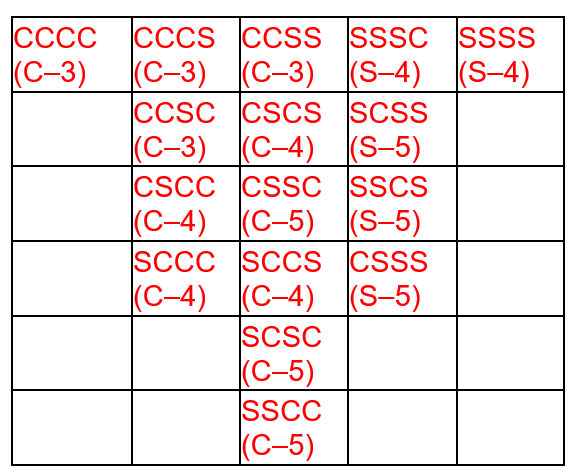 CCCC CCCS CCSS SSSC SSSS
(C–3) (C–3) (C–3) (S–4) (S–4)
CCSC CSCS SCSS
(C–3) (C–4) (S–5)
CSCC CSSC SSCS
(C–4) (C–5) (S–5)
SCCC SCCS CSSS
(C–4) (C–4) (S–5)
SCSC
(C–5)
SSCC
(C–5)